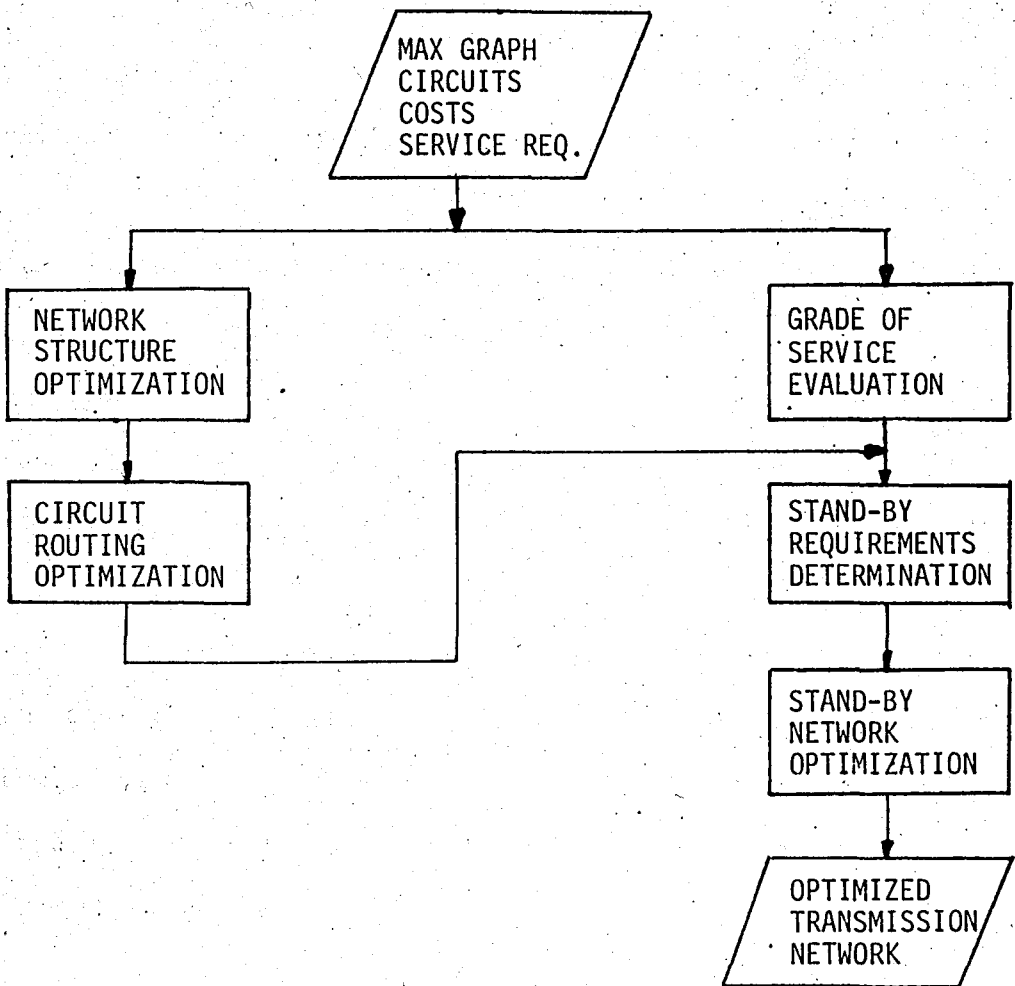 MAX GRAPH
CIRCUITS
COSTS
SERVICE REQ.
NETWORK
STRUCTURE
OPTIMIZATION
GRADE OF
SERVICE
EVALUATION
CIRCUIT
ROUTING
OPTIMIZATION
STAND-BY
REQUIREMENTS
DETERMINATION
STAND-BY
NETWORK
OPTIMIZATION
OPTIMIZED
TRANSMISSION
NETWORK